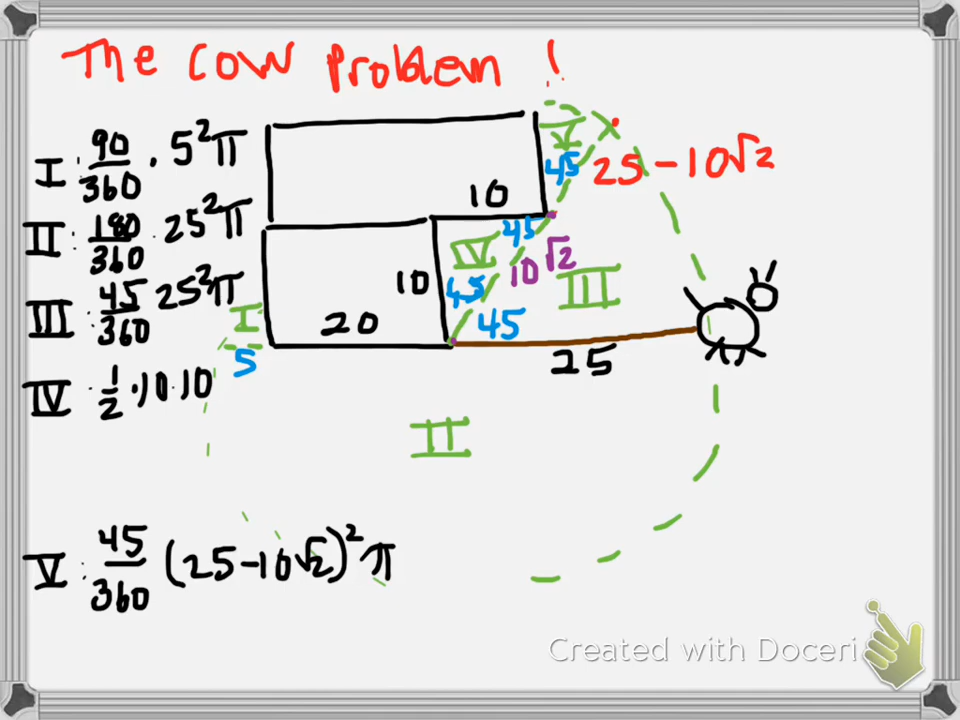 The cow problem !
I : 90/360 · 5²π
II : 180/360 · 25²π
III : 45/360 25²π
IV : 1/2 · 10 · 10
V : 45/360 (25-10√2)²π
V
45
25 - 10√2
10
45
IV
10√2
10
45
III
I
20
45
5
25
II
Created with Doceri